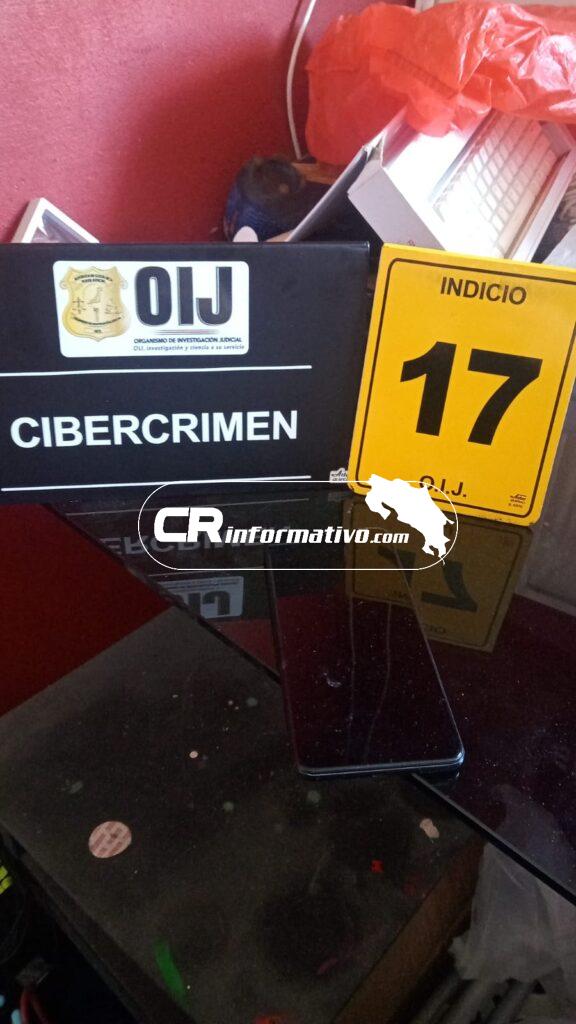 OIJ
ORGANISMO DE INVESTIGACIÓN JUDICIAL
OIJ, investigación y ciencia a su servicio
CIBERCRIMEN
INDICIO
17
O.I.J.
CRinformativo.com